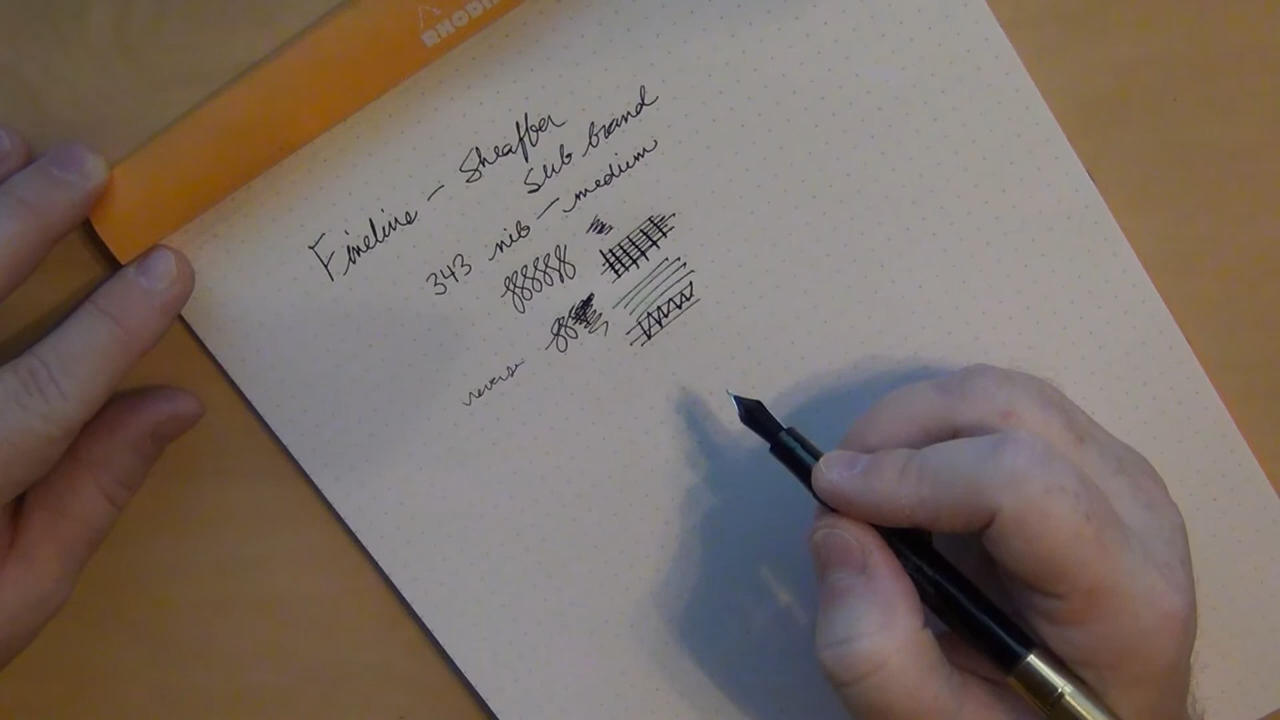 RHODIA
Fineline - Sheaffer
Sub brand
343 nib - medium
reverse